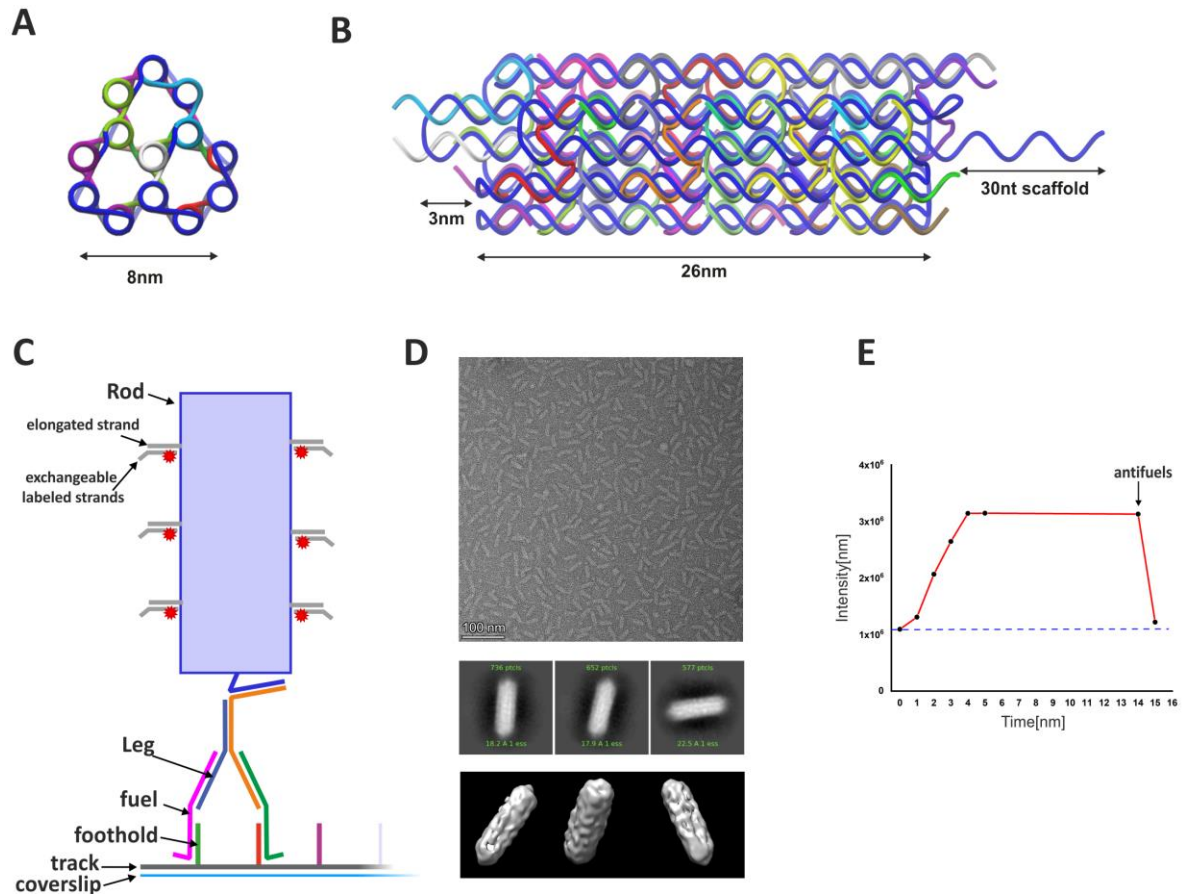 A
B
8nm
3nm
26nm
30nt scaffold
C
Rod
elongated strand
exchangeable
labeled strands
Leg
fuel
foothold
track
coverslip
D
100 nm
736 ptcls
652 ptcls
577 ptcls
18.2 A 1 ess
17.9 A 1 ess
22.5 A 1 ess
E
antifuels
Intensity[nm]
4x10⁶
3x10⁶
2x10⁶
1x10⁶
0
0 1 2 3 4 5 6 7 8 9 10 11 12 13 14 15 16
Time[nm]